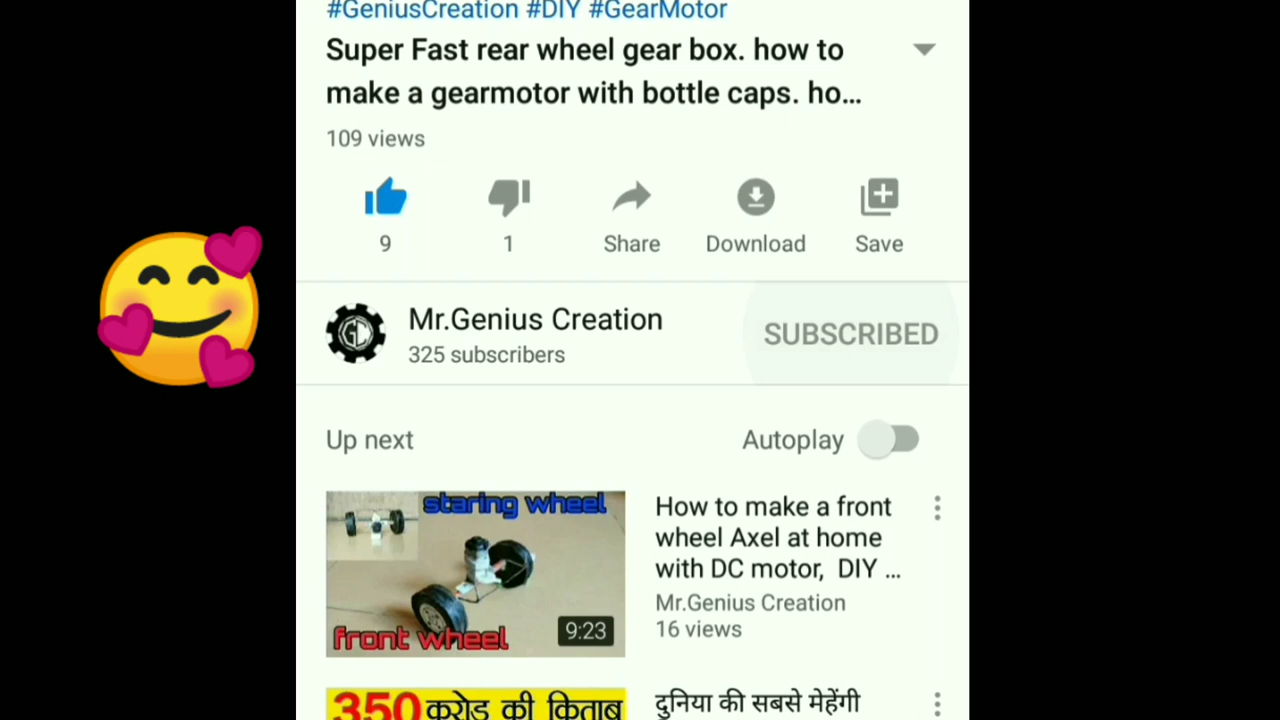 #GeniusCreation #DIY #GearMotor
Super Fast rear wheel gear box. how to
make a gearmotor with bottle caps. ho...
109 views
9
1
Share
Download
Save
GC
Mr.Genius Creation
325 subscribers
SUBSCRIBED
Up next
Autoplay
staring wheel
front wheel
9:23
How to make a front
wheel Axel at home
with DC motor, DIY ...
Mr.Genius Creation
16 views
350 करोड़ की किताब
दुनिया की सबसे मेहेंगी